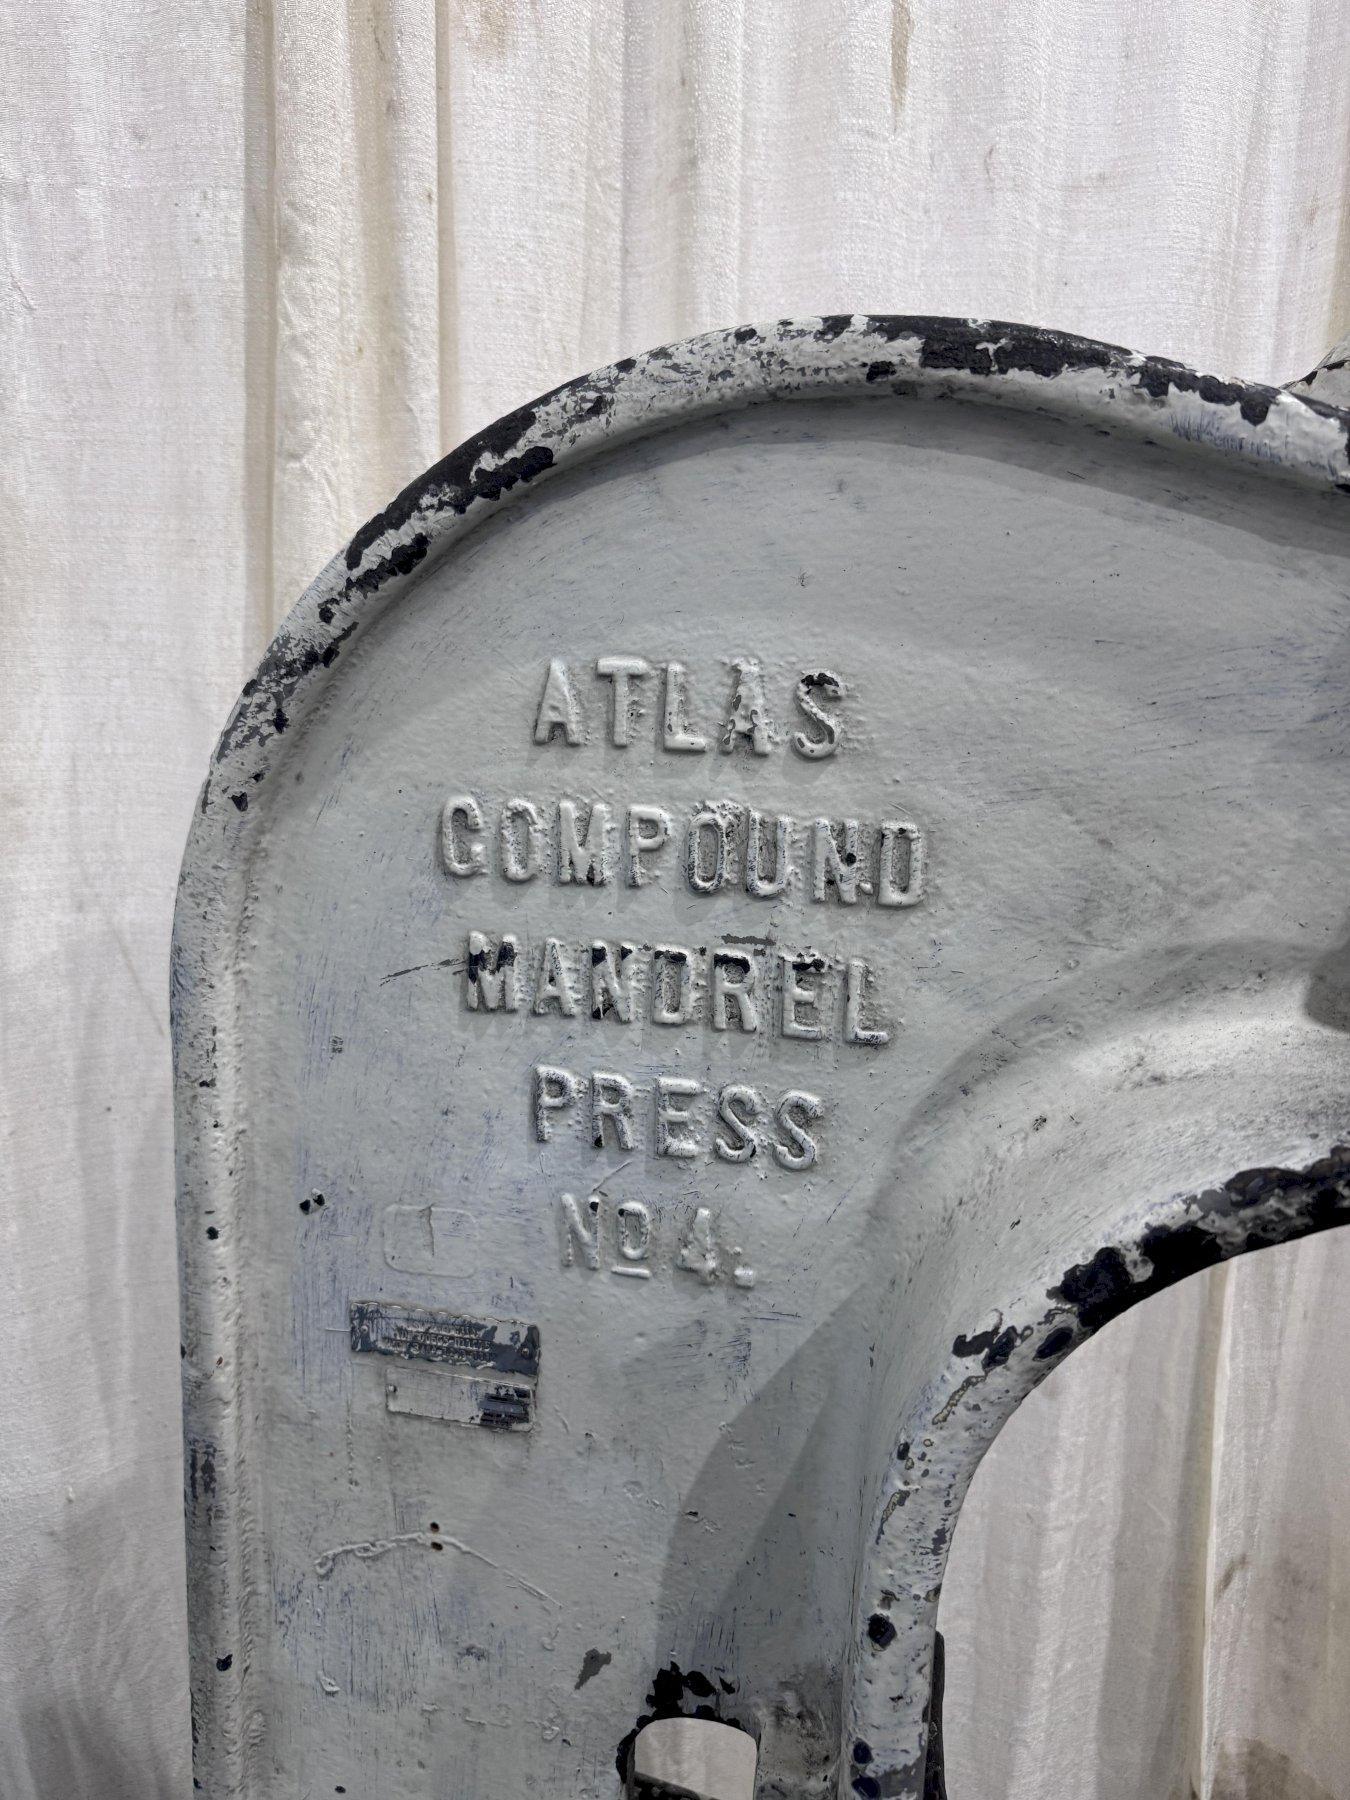 ATLAS
COMPOUND
MANDREL
PRESS
Nº 4.